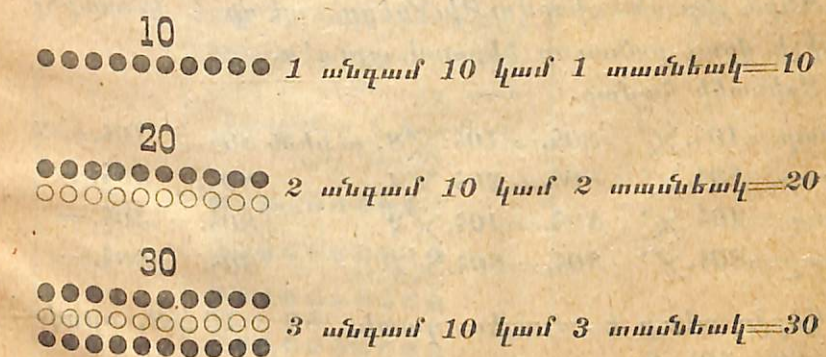 10
1 անգամ 10 կամ 1 տասնեակ=10
20
2 անգամ 10 կամ 2 տասնեակ=20
30
3 անգամ 10 կամ 3 տասնեակ=30